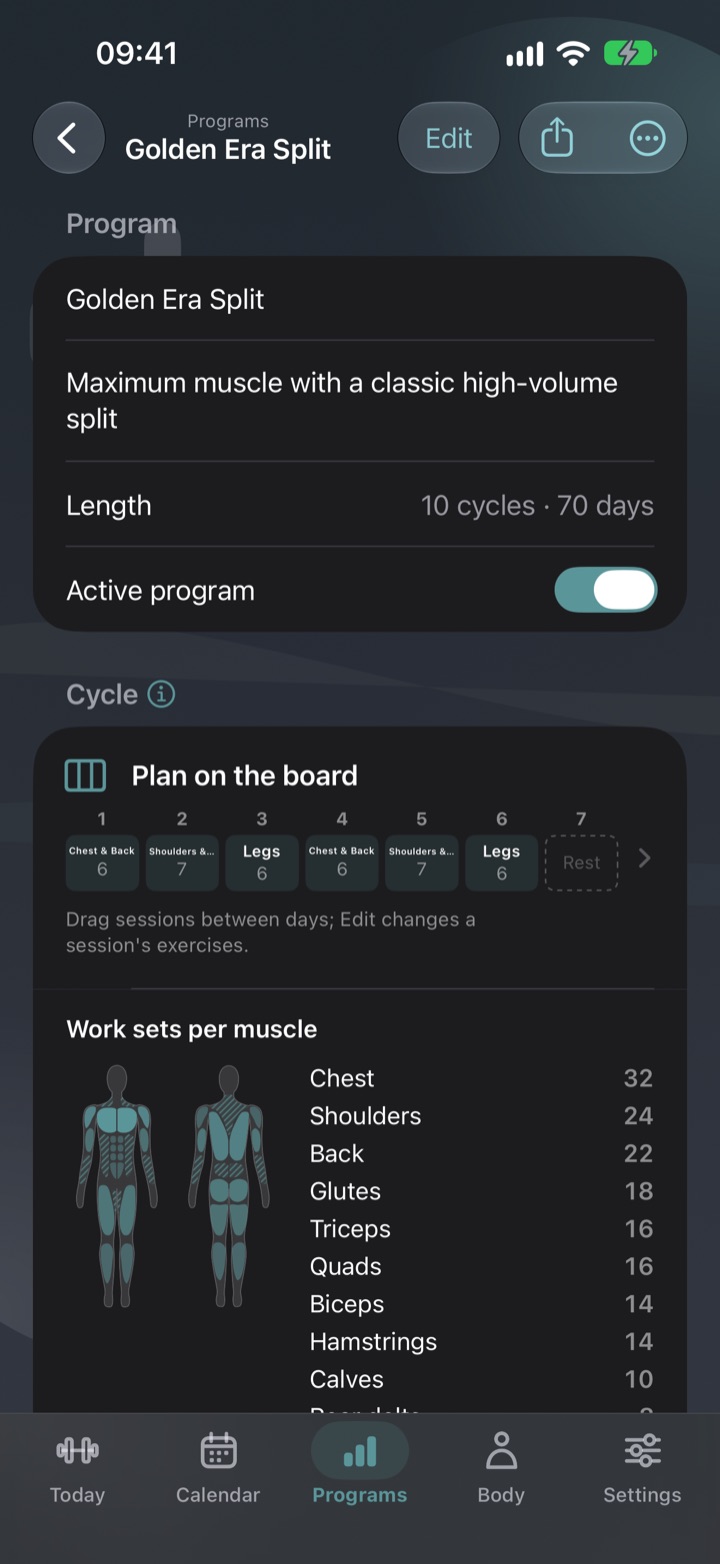 09:41
Programs
Golden Era Split
Edit
Program
Golden Era Split
Maximum muscle with a classic high-volume
split
Length 10 cycles · 70 days
Active program
Cycle
Plan on the board
1 2 3 4 5 6 7
Chest & Back Shoulders &... Legs Chest & Back Shoulders &... Legs Rest
6 7 6 6 7 6
Drag sessions between days; Edit changes a
session's exercises.
Work sets per muscle
Chest 32
Shoulders 24
Back 22
Glutes 18
Triceps 16
Quads 16
Biceps 14
Hamstrings 14
Calves 10
Today Calendar Programs Body Settings